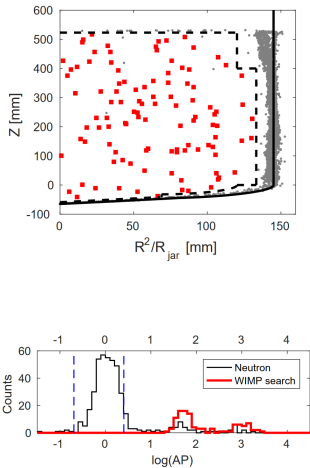 600
500
400
300
200
100
0
-100
Z [mm]
0 50 100 150
R²/R_jar [mm]
-1 0 1 2 3 4
60
40
20
0
Counts
Neutron
WIMP search
-1 0 1 2 3 4
log(AP)